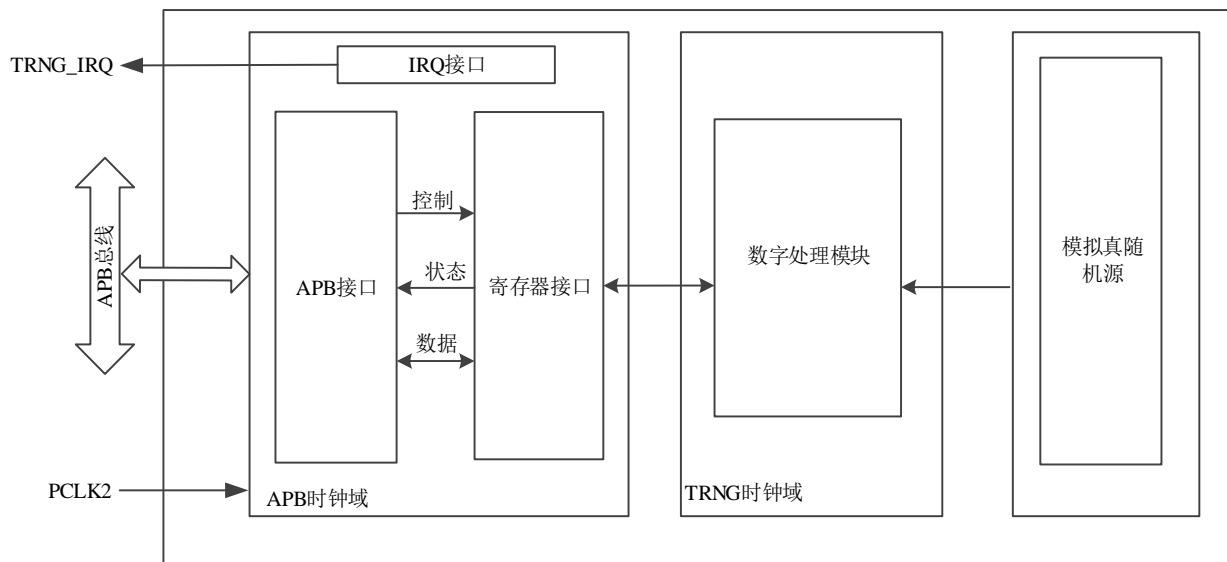 TRNG_IRQ
IRQ接口
APB总线
APB接口
控制
状态
数据
寄存器接口
数字处理模块
模拟真随
机源
PCLK2
APB时钟域
TRNG时钟域